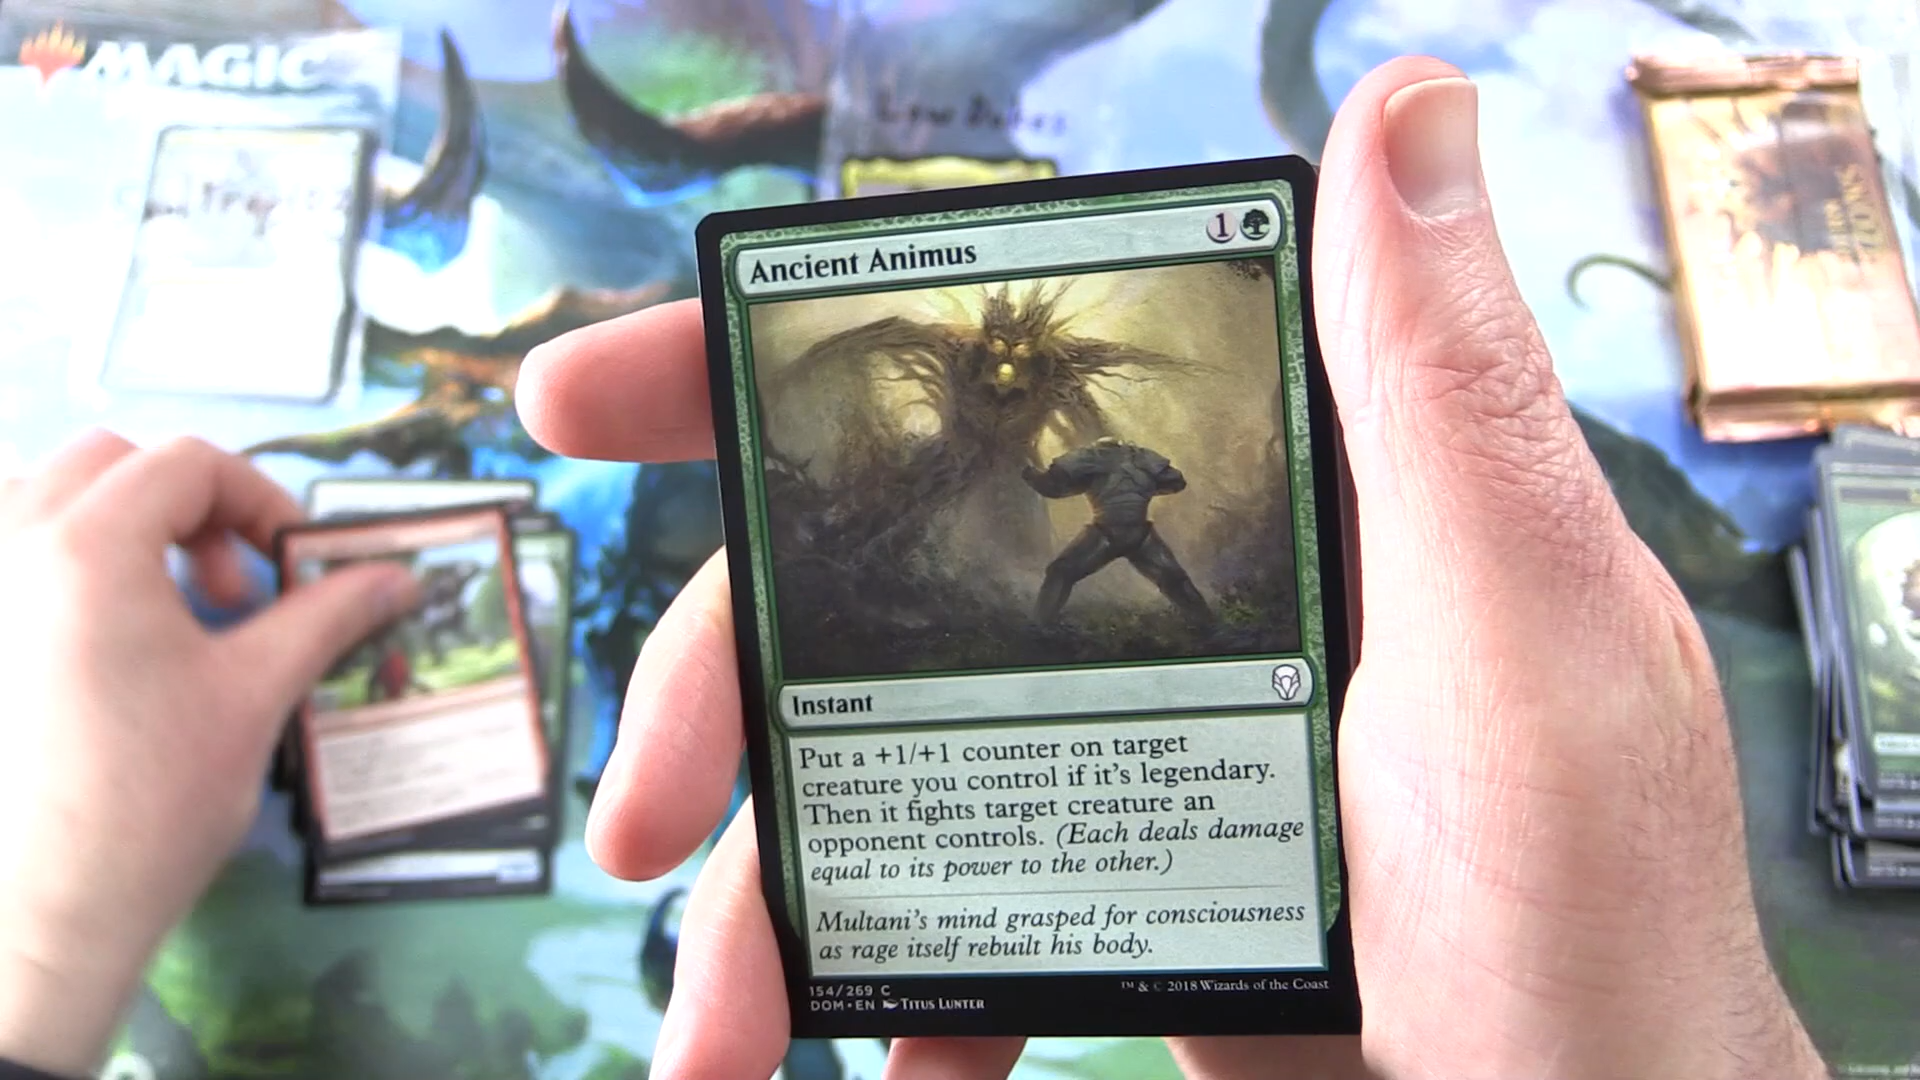 MAGIC
Ancient Animus
1
Instant
Put a +1/+1 counter on target
creature you control if it's legendary.
Then it fights target creature an
opponent controls. (Each deals damage
equal to its power to the other.)
Multani's mind grasped for consciousness
as rage itself rebuilt his body.
154/269 C
DOM • EN TITUS LUNTER
™ & © 2018 Wizards of the Coast